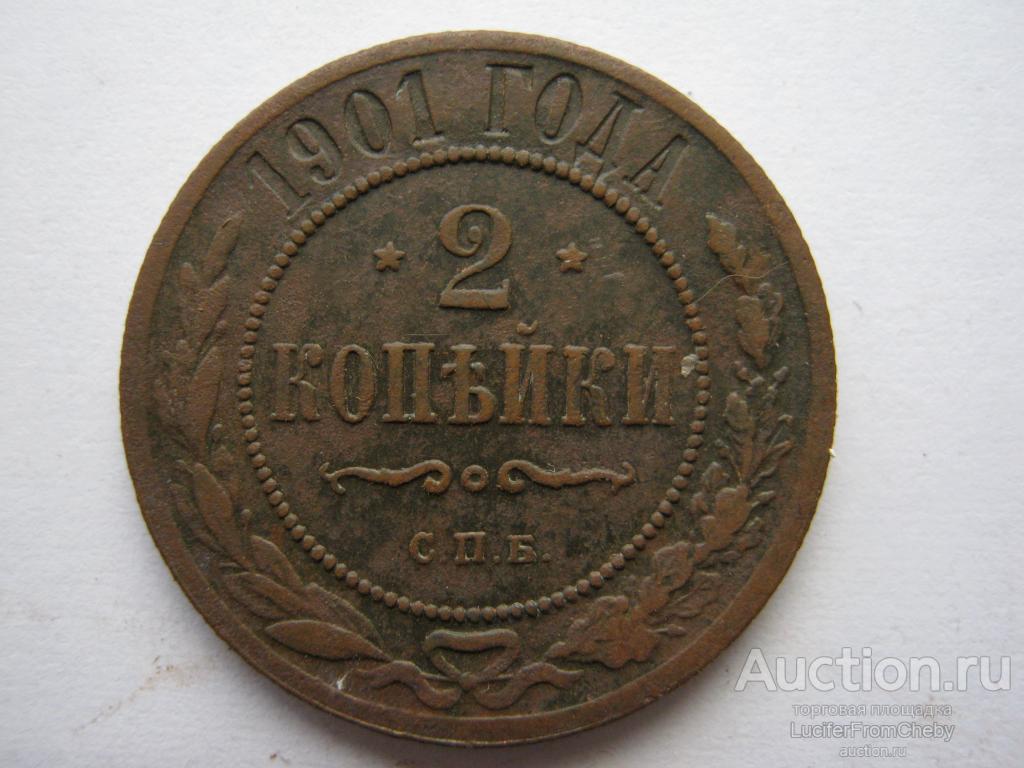 1901 ГОДА
2
КОПѢЙКИ
С.П.Б.
Auction.ru
торговая площадка
LuciferFromCheby
auction.ru